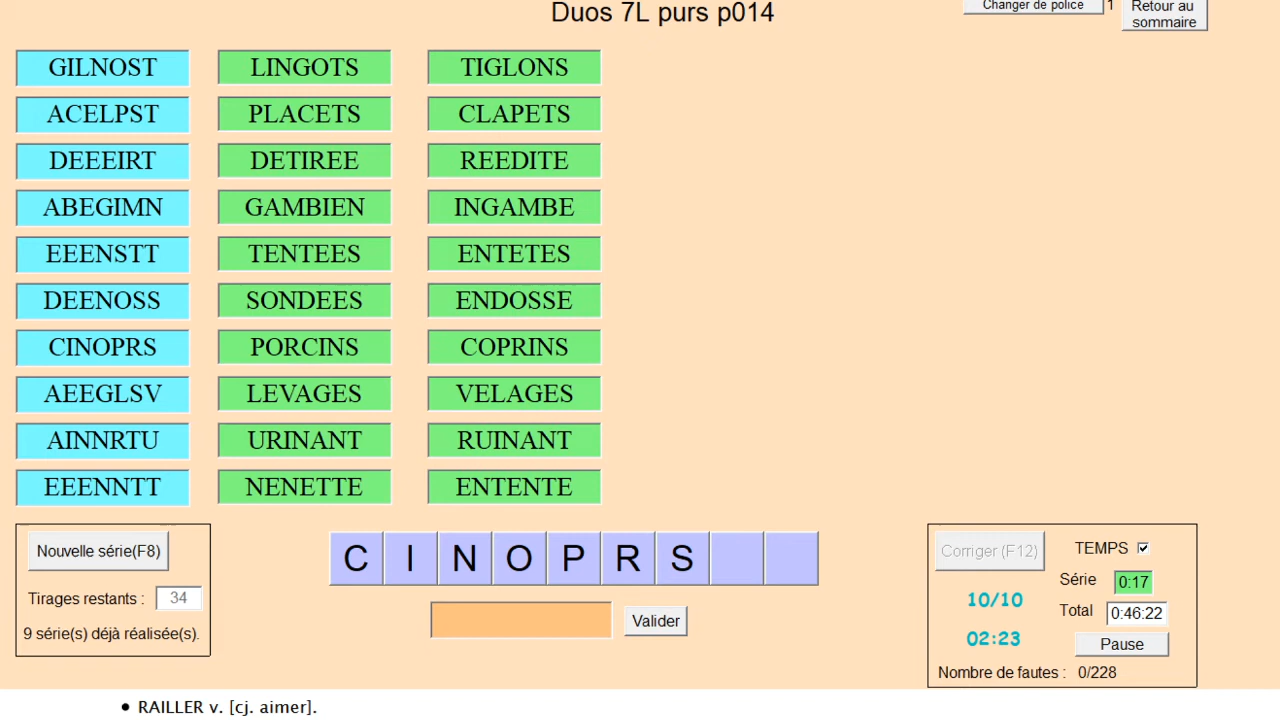 Duos 7L purs p014
Changer de police 1
Retour au
sommaire
GILNOST LINGOTS TIGLONS
ACELPST PLACETS CLAPETS
DEEEIRT DETIREE REEDITE
ABEGIMN GAMBIEN INGAMBE
EEENSTT TENTEES ENTETES
DEENOSS SONDEES ENDOSSE
CINOPRS PORCINS COPRINS
AEEGLSV LEVAGES VELAGES
AINNRTU URINANT RUINANT
EEENNTT NENETTE ENTENTE
Nouvelle série(F8)
Tirages restants : 34
9 série(s) déjà réalisée(s).
C I N O P R S
Valider
Corriger (F12)
TEMPS
Série 0:17
10/10
Total 0:46:22
02:23
Pause
Nombre de fautes : 0/228
• RAILLER v. [cj. aimer].